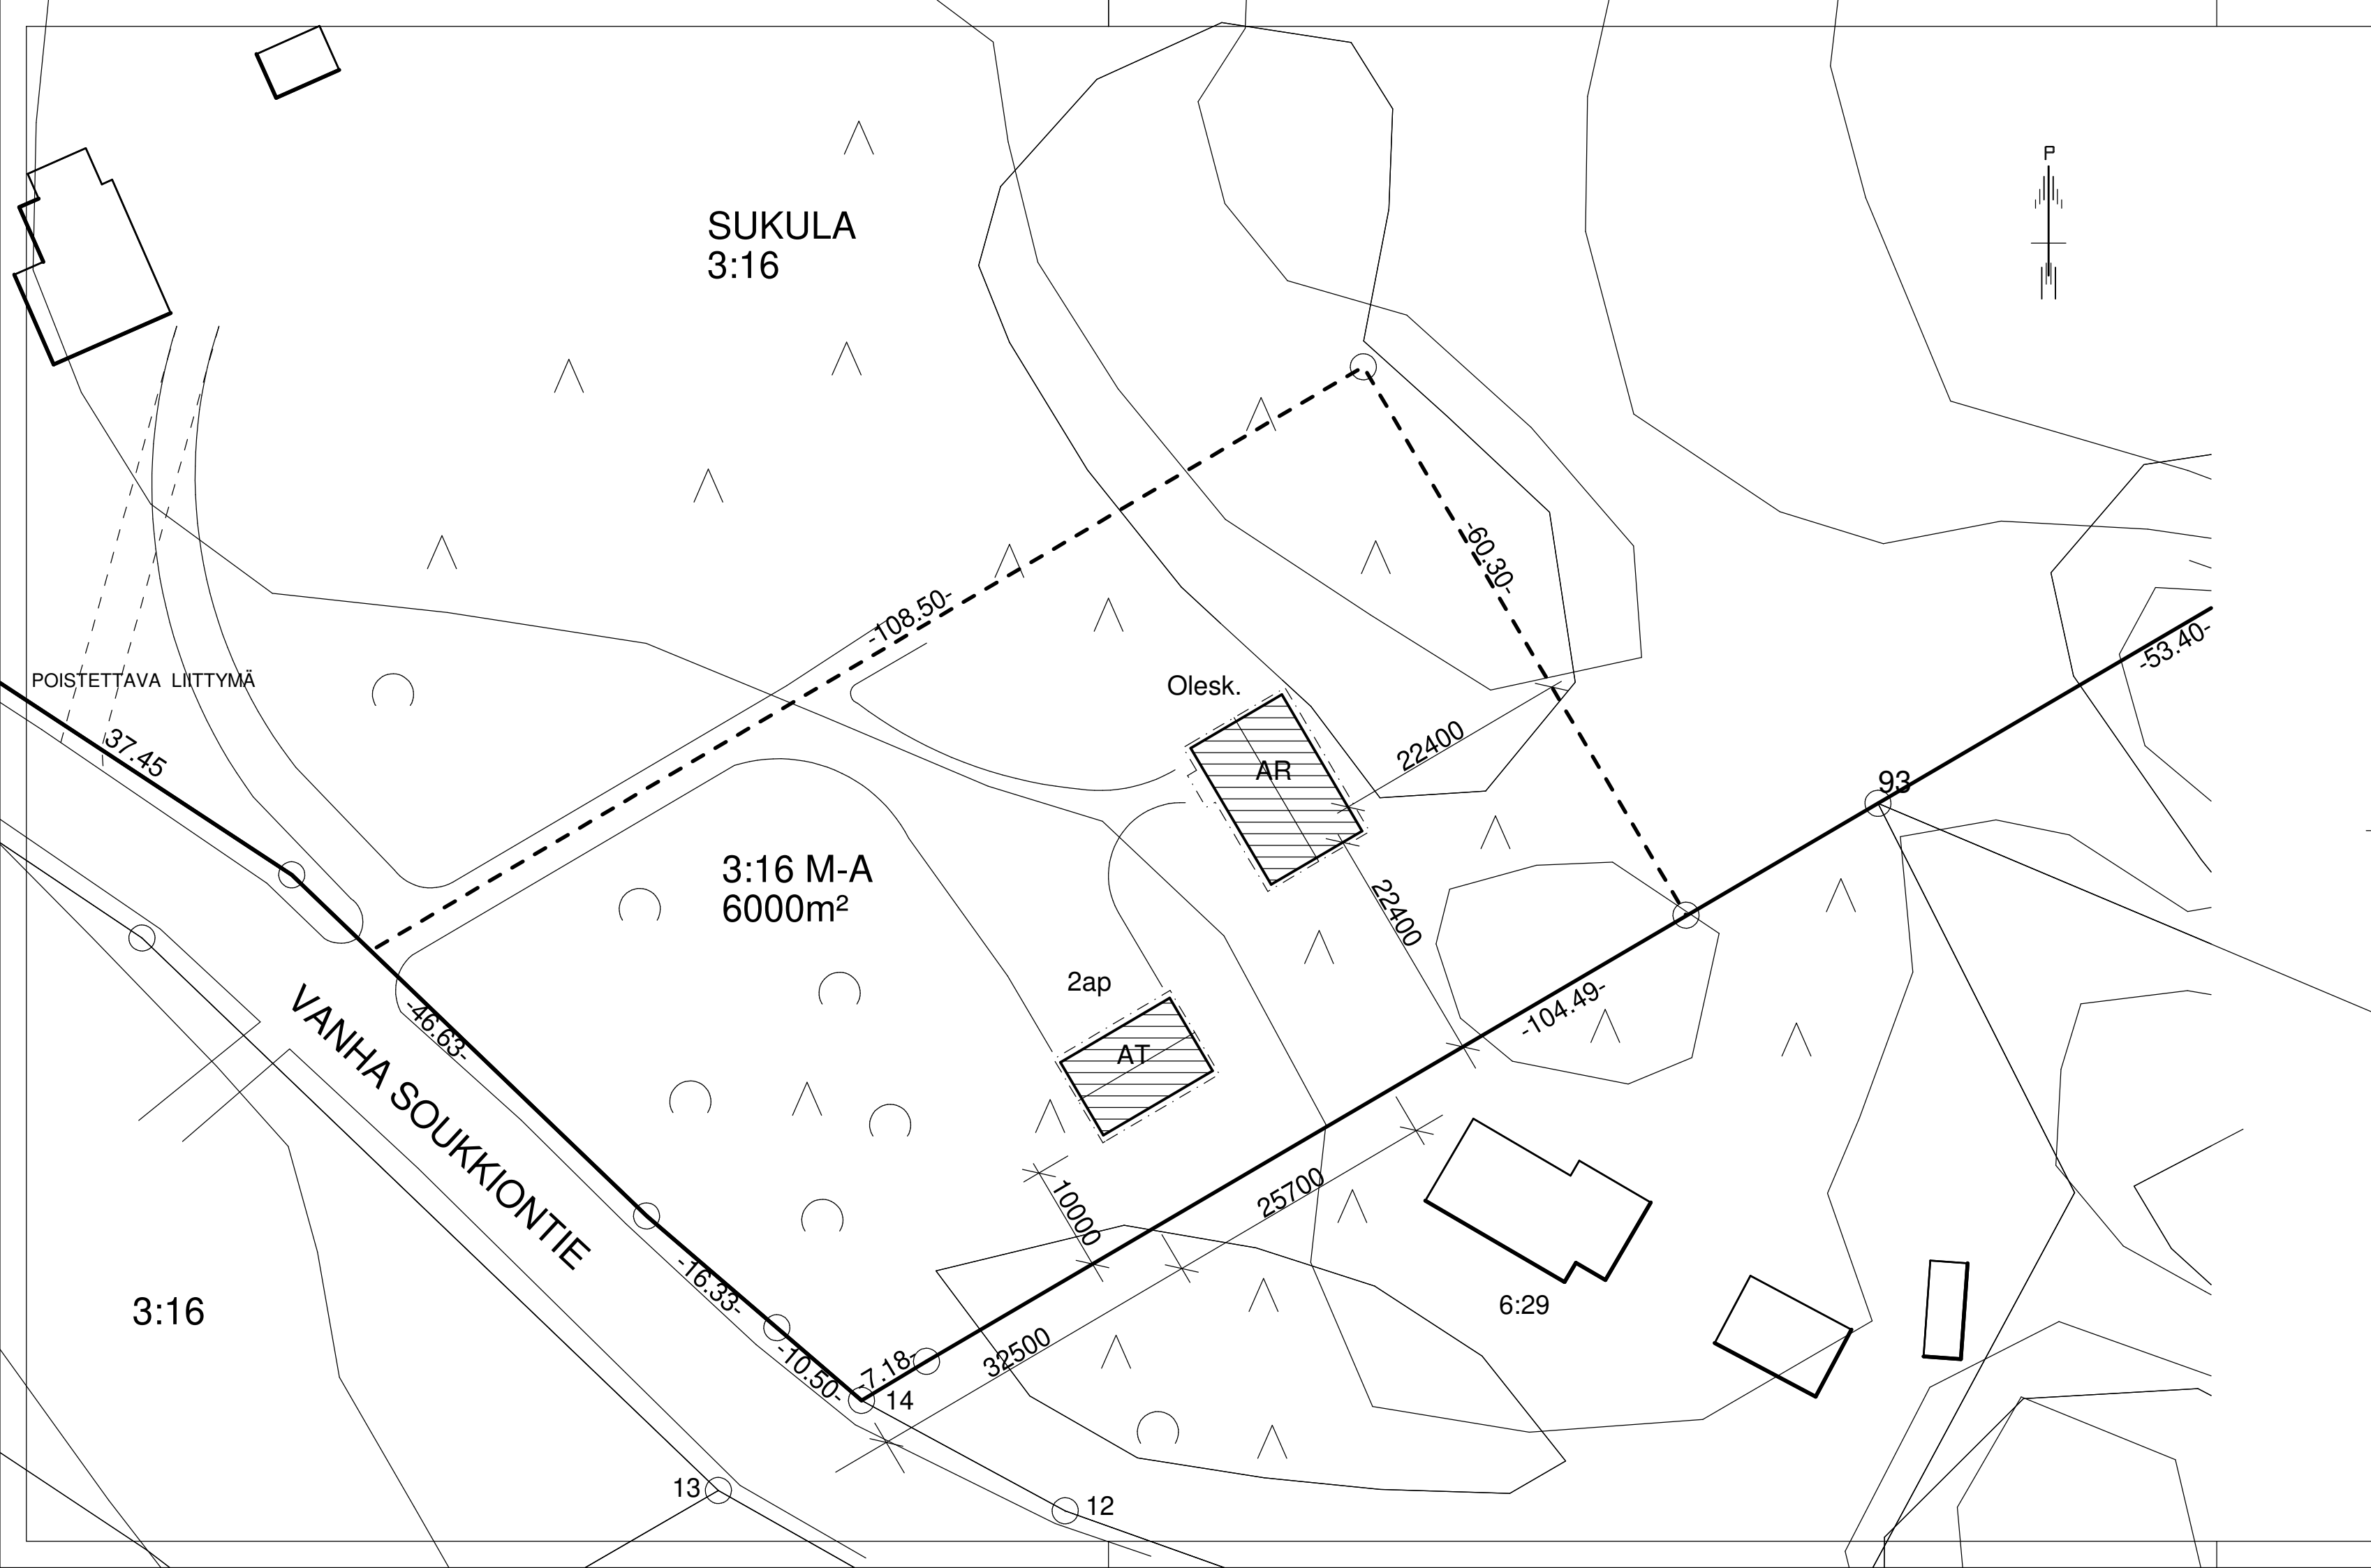 P
SUKULA
3:16
-60.30-
-108.50-
-53.40-
POISTETTAVA LIITTYMÄ
Olesk.
37.45
22400
AR
93
3:16 M-A
6000m²
22400
2ap
-104.49-
-46.63-
AT
VANHA SOUKKIONTIE
10000
25700
-16.33-
3:16
6:29
32500
-7.18-
-10.50-
14
13
12